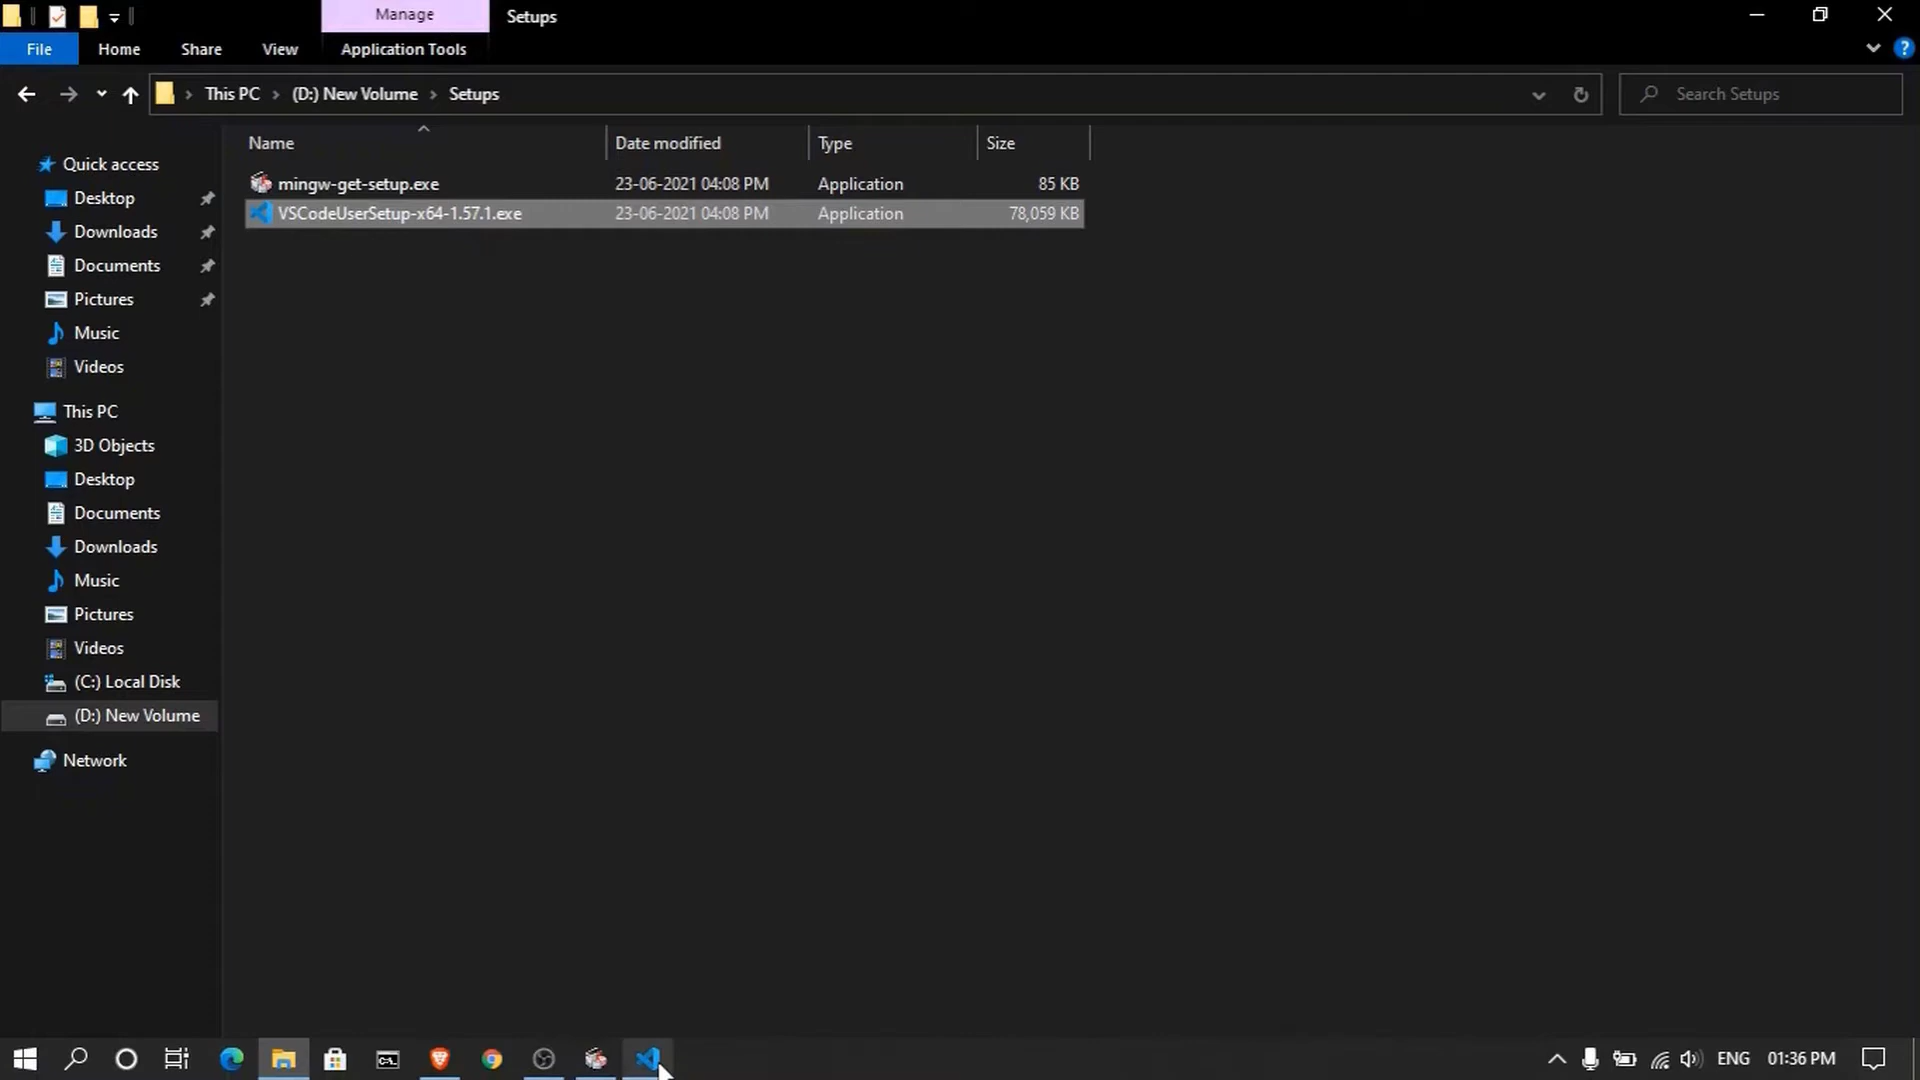 Manage
Setups
File
Home
Share
View
Application Tools
This PC
(D:) New Volume
Setups
Search Setups
Name
Date modified
Type
Size
mingw-get-setup.exe
23-06-2021 04:08 PM
Application
85 KB
VSCodeUserSetup-x64-1.57.1.exe
23-06-2021 04:08 PM
Application
78,059 KB
Quick access
Desktop
Downloads
Documents
Pictures
Music
Videos
This PC
3D Objects
Desktop
Documents
Downloads
Music
Pictures
Videos
(C:) Local Disk
(D:) New Volume
Network
ENG
01:36 PM